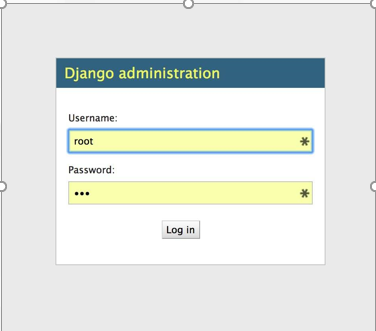 Django administration
Username:
root
Password:
•••
Log in